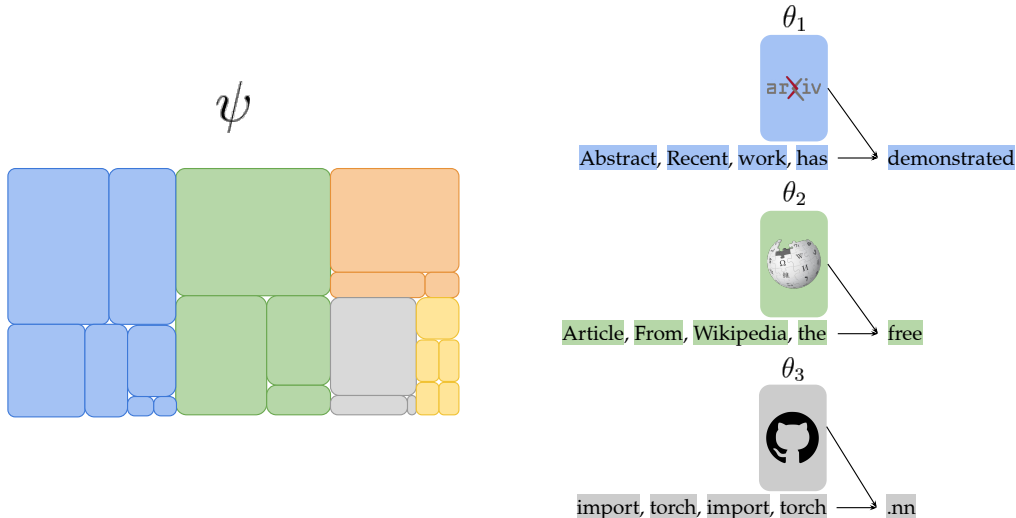 ψ
θ1
arXiv
Abstract, Recent, work, has demonstrated
θ2
Article, From, Wikipedia, the free
θ3
import, torch, import, torch .nn